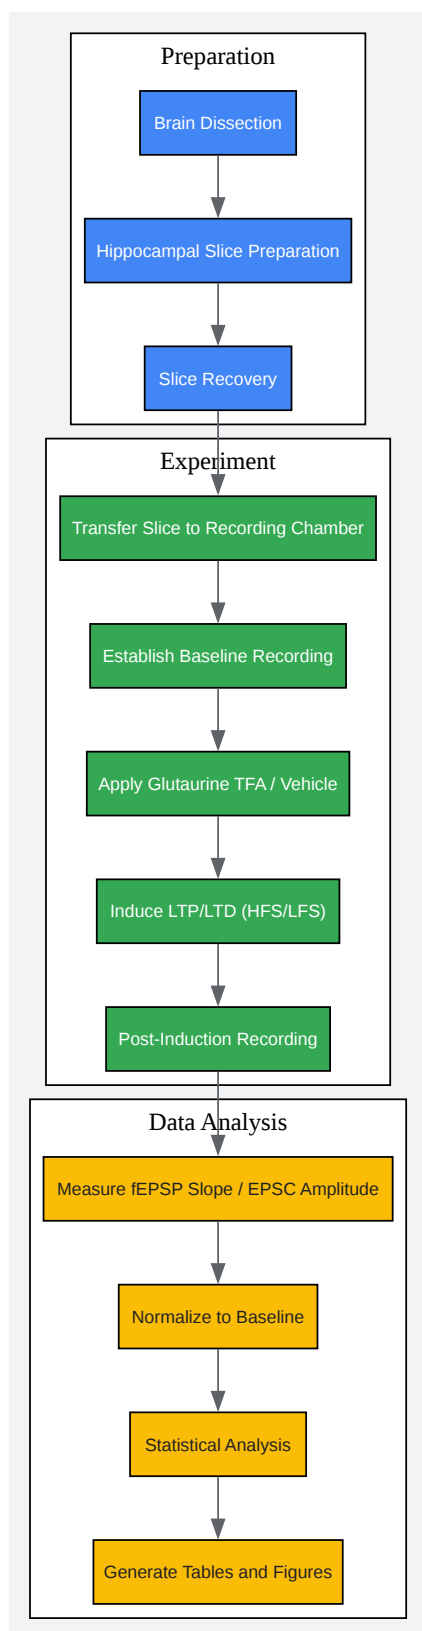 Preparation
Brain Dissection
Hippocampal Slice Preparation
Slice Recovery
Experiment
Transfer Slice to Recording Chamber
Establish Baseline Recording
Apply Glutaurine TFA / Vehicle
Induce LTP/LTD (HFS/LFS)
Post-Induction Recording
Data Analysis
Measure fEPSP Slope / EPSC Amplitude
Normalize to Baseline
Statistical Analysis
Generate Tables and Figures